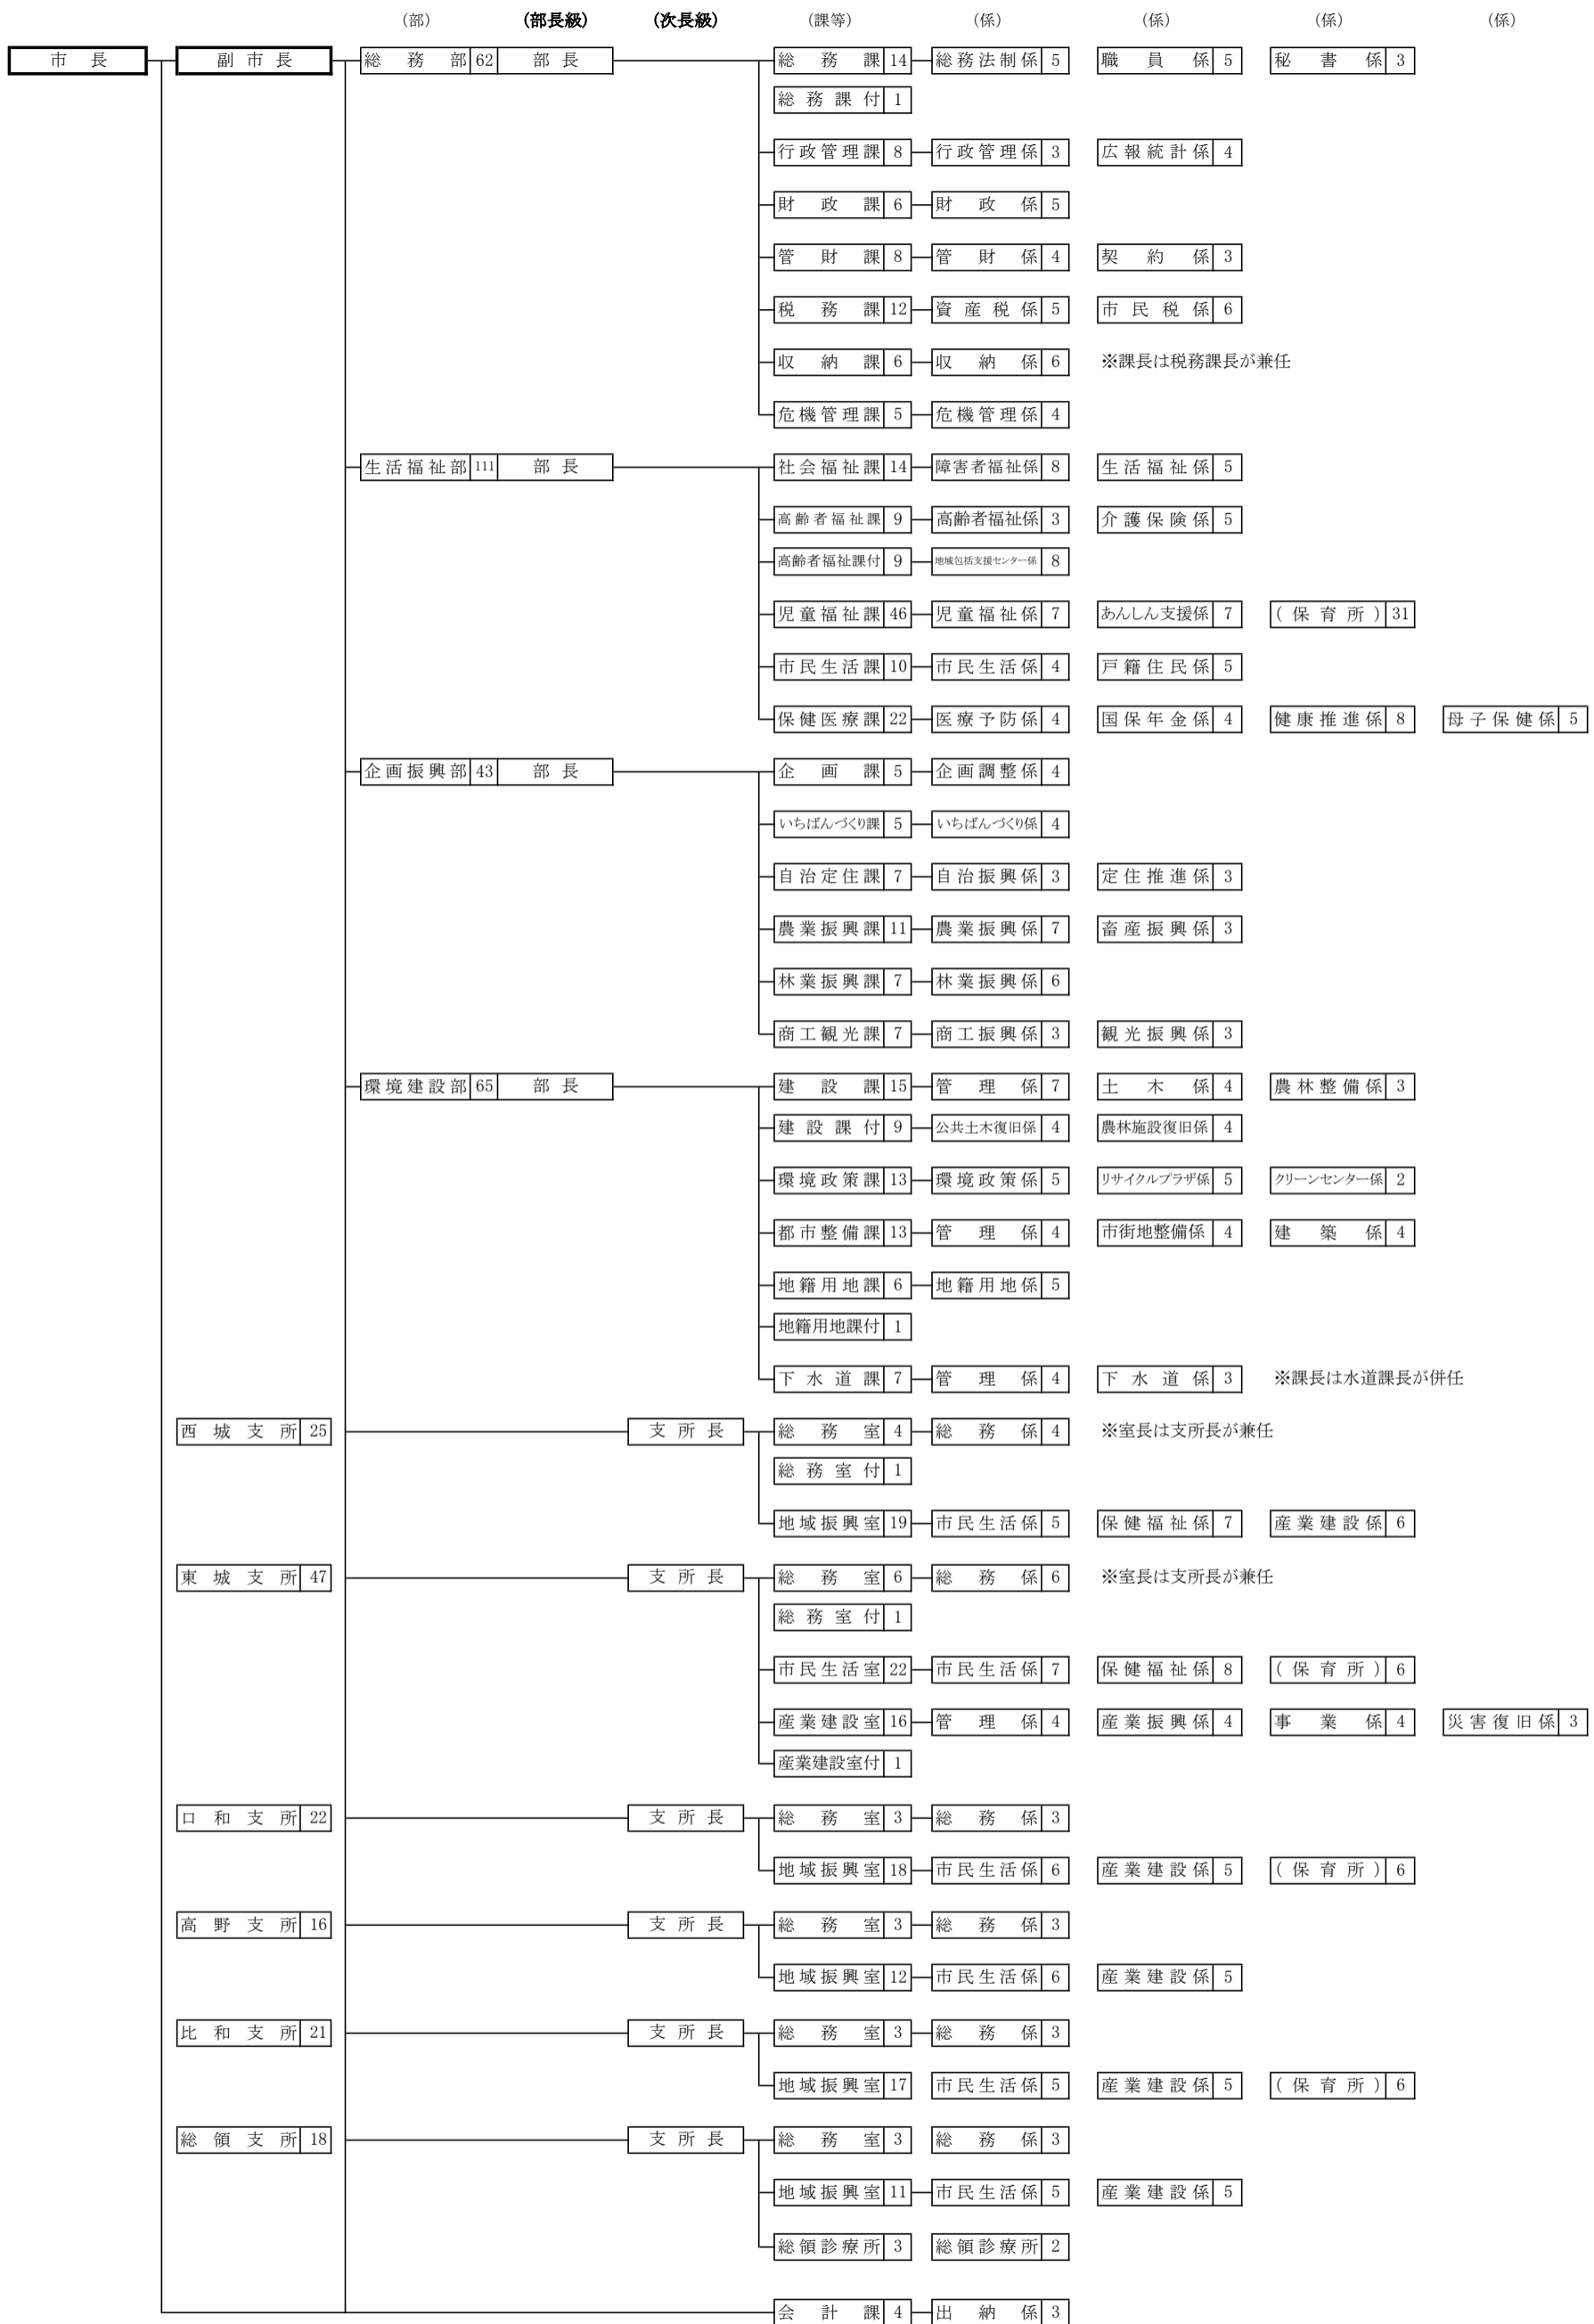 （部） （部長級） （次長級） （課等） （係） （係） （係） （係）
市長 副市長 総務部 62 部長 総務課 14 総務法制係 5 職員係 5 秘書係 3
総務課付 1
行政管理課 8 行政管理係 3 広報統計係 4
財政課 6 財政係 5
管財課 8 管財係 4 契約係 3
税務課 12 資産税係 5 市民税係 6
収納課 6 収納係 6 ※課長は税務課長が兼任
危機管理課 5 危機管理係 4
生活福祉部 111 部長 社会福祉課 14 障害者福祉係 8 生活福祉係 5
高齢者福祉課 9 高齢者福祉係 3 介護保険係 5
高齢者福祉課付 9 地域包括支援センター係 8
児童福祉課 46 児童福祉係 7 あんしん支援係 7 （保育所） 31
市民生活課 10 市民生活係 4 戸籍住民係 5
保健医療課 22 医療予防係 4 国保年金係 4 健康推進係 8 母子保健係 5
企画振興部 43 部長 企画課 5 企画調整係 4
いちばんづくり課 5 いちばんづくり係 4
自治定住課 7 自治振興係 3 定住推進係 3
農業振興課 11 農業振興係 7 畜産振興係 3
林業振興課 7 林業振興係 6
商工観光課 7 商工振興係 3 観光振興係 3
環境建設部 65 部長 建設課 15 管理係 7 土木係 4 農林整備係 3
建設課付 9 公共土木復旧係 4 農林施設復旧係 4
環境政策課 13 環境政策係 5 リサイクルプラザ係 5 クリーンセンター係 2
都市整備課 13 管理係 4 市街地整備係 4 建築係 4
地籍用地課 6 地籍用地係 5
地籍用地課付 1
下水道課 7 管理係 4 下水道係 3 ※課長は水道課長が併任
西城支所 25 支所長 総務室 4 総務係 4 ※室長は支所長が兼任
総務室付 1
地域振興室 19 市民生活係 5 保健福祉係 7 産業建設係 6
東城支所 47 支所長 総務室 6 総務係 6 ※室長は支所長が兼任
総務室付 1
市民生活室 22 市民生活係 7 保健福祉係 8 （保育所） 6
産業建設室 16 管理係 4 産業振興係 4 事業係 4 災害復旧係 3
産業建設室付 1
口和支所 22 支所長 総務室 3 総務係 3
地域振興室 18 市民生活係 6 産業建設係 5 （保育所） 6
高野支所 16 支所長 総務室 3 総務係 3
地域振興室 12 市民生活係 6 産業建設係 5
比和支所 21 支所長 総務室 3 総務係 3
地域振興室 17 市民生活係 5 産業建設係 5 （保育所） 6
総領支所 18 支所長 総務室 3 総務係 3
地域振興室 11 市民生活係 5 産業建設係 5
総領診療所 3 総領診療所 2
会計課 4 出納係 3